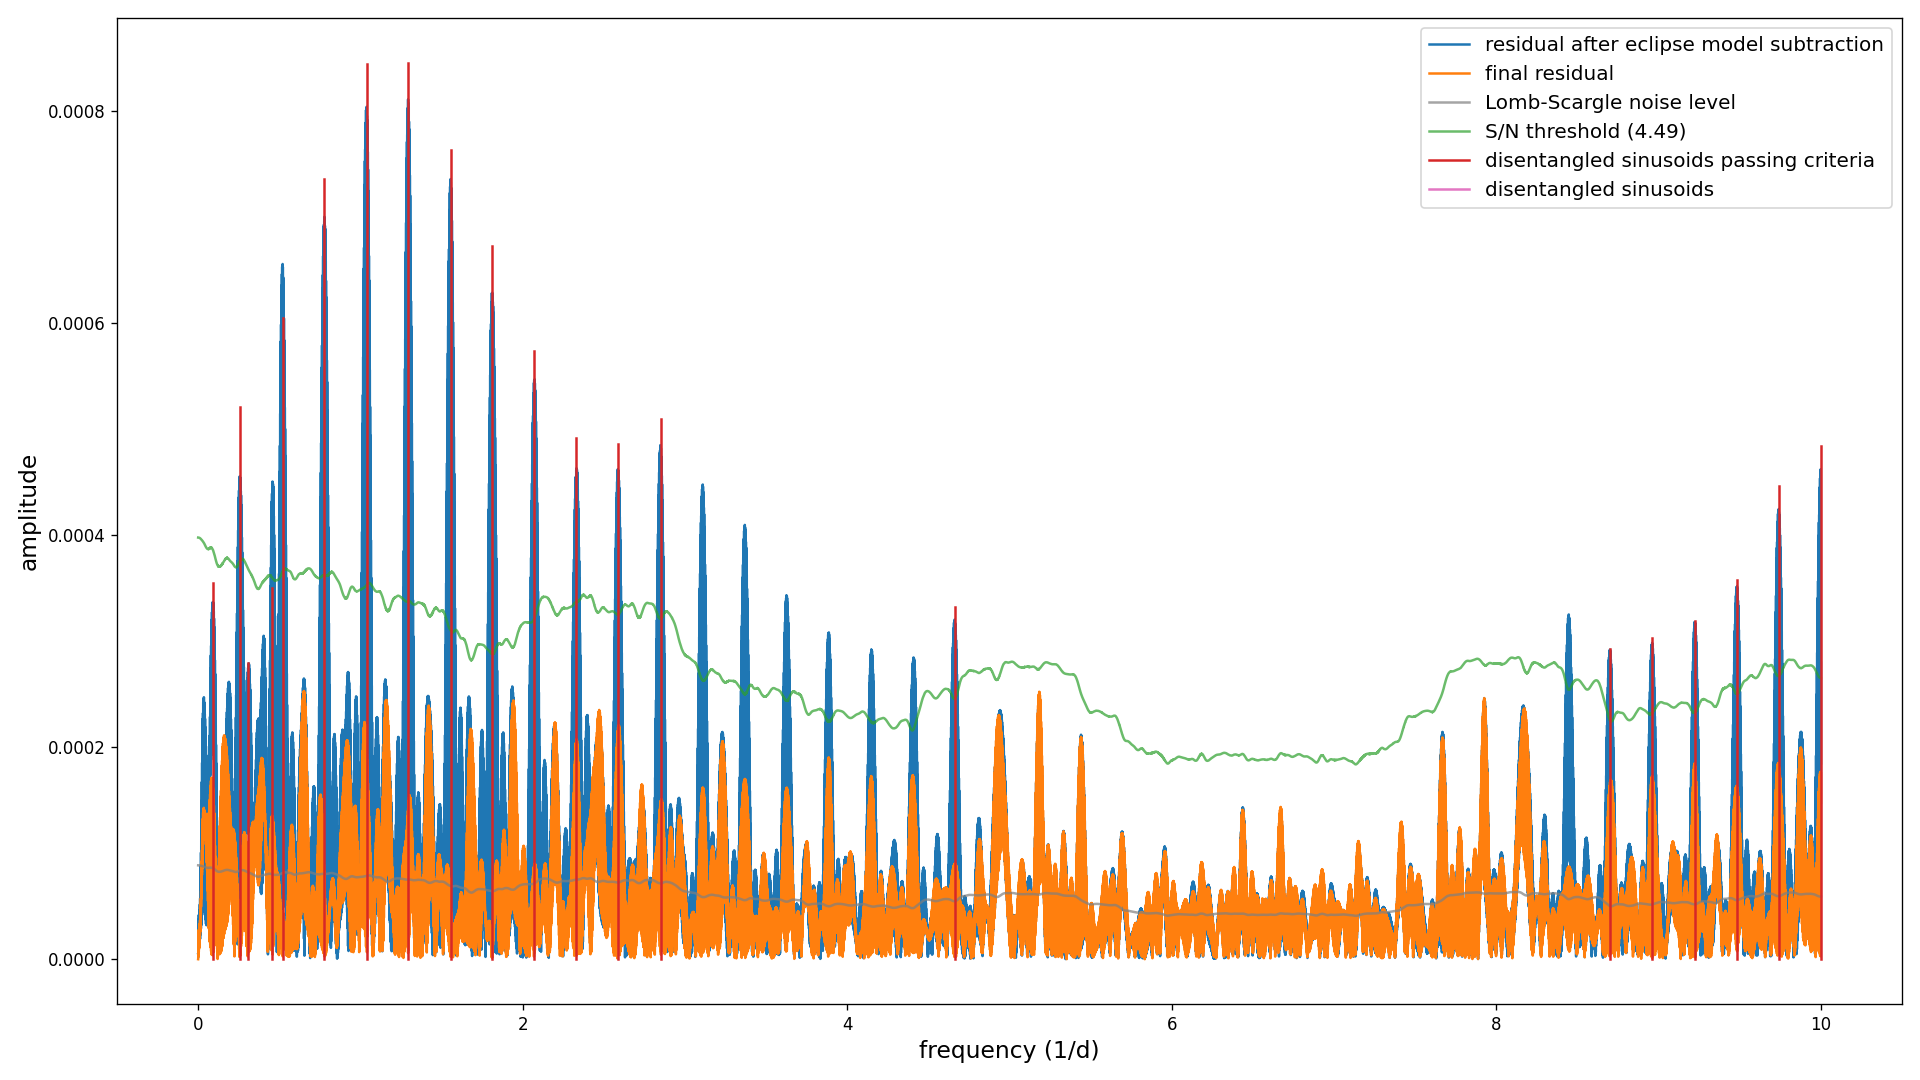 residual after eclipse model subtraction
final residual
Lomb-Scargle noise level
S/N threshold (4.49)
disentangled sinusoids passing criteria
disentangled sinusoids
amplitude
0.0008
0.0006
0.0004
0.0002
0.0000
0 2 4 6 8 10
frequency (1/d)